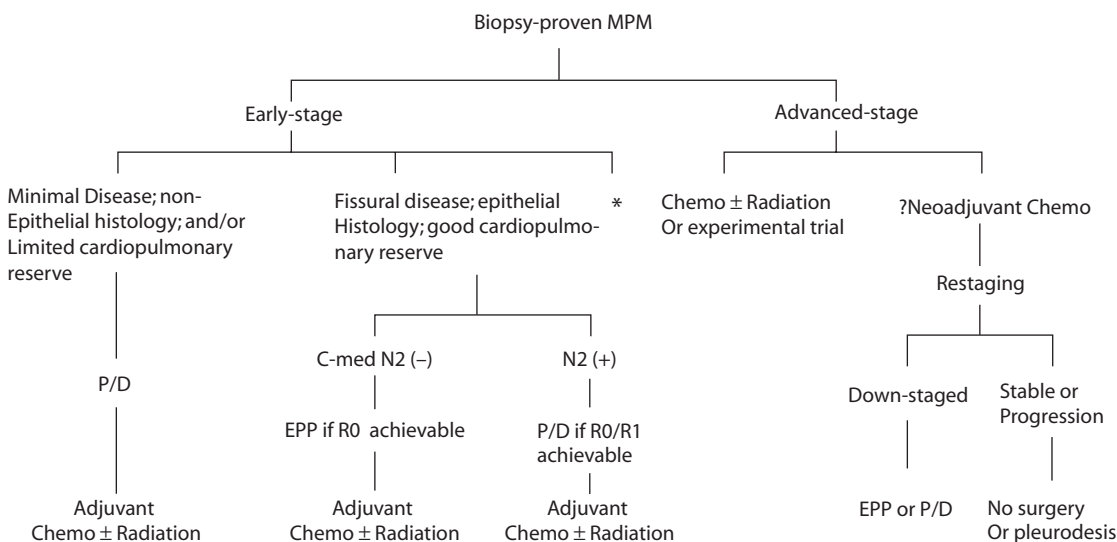 Biopsy-proven MPM
Early-stage
Advanced-stage
Minimal Disease; non-
Epithelial histology; and/or
Limited cardiopulmonary
reserve
Fissural disease; epithelial
Histology; good cardiopulmo-
nary reserve
*
Chemo ± Radiation
Or experimental trial
?Neoadjuvant Chemo
Restaging
C-med N2 (–)
N2 (+)
P/D
Down-staged
Stable or
Progression
EPP if R0 achievable
P/D if R0/R1
achievable
Adjuvant
Chemo ± Radiation
Adjuvant
Chemo ± Radiation
Adjuvant
Chemo ± Radiation
EPP or P/D
No surgery
Or pleurodesis